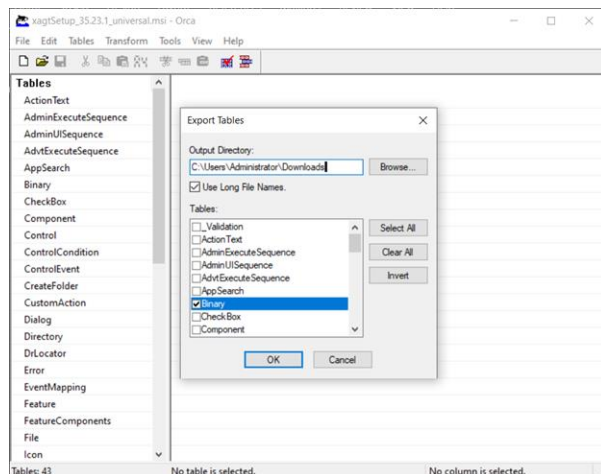 xagtSetup_35.23.1_universal.msi - Orca
File Edit Tables Transform Tools View Help
Tables
ActionText
AdminExecuteSequence
AdminUISequence
AdvtExecuteSequence
AppSearch
Binary
CheckBox
Component
Control
ControlCondition
ControlEvent
CreateFolder
CustomAction
Dialog
Directory
DrLocator
Error
EventMapping
Feature
FeatureComponents
File
Icon
Export Tables
Output Directory:
C:\Users\Administrator\Downloads
Browse...
Use Long File Names.
Tables:
_Validation
ActionText
AdminExecuteSequence
AdminUISequence
AdvtExecuteSequence
AppSearch
Binary
CheckBox
Component
Select All
Clear All
Invert
OK Cancel
Tables: 43 No table is selected. No column is selected.